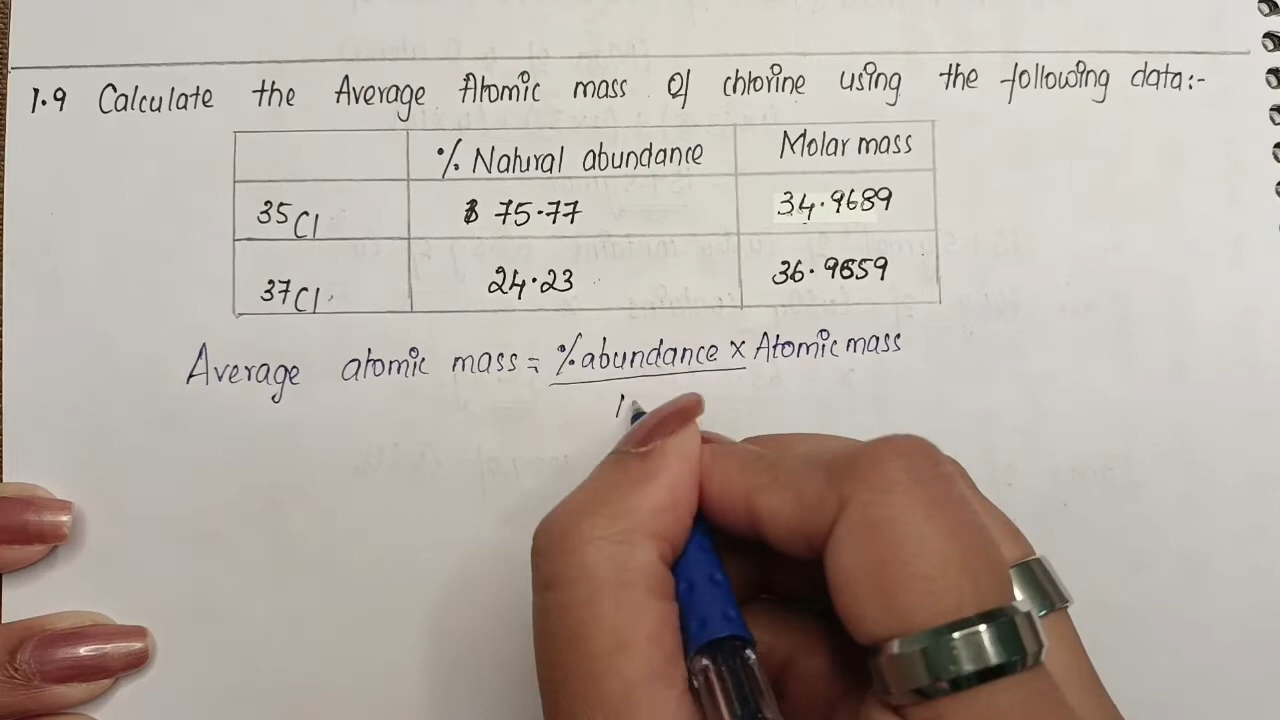 1.9 Calculate the Average Atomic mass Of chlorine using the following data:-
% Natural abundance Molar mass
35Cl 75.77 34.9689
37Cl 24.23 36.9659
Average atomic mass = % abundance x Atomic mass
1